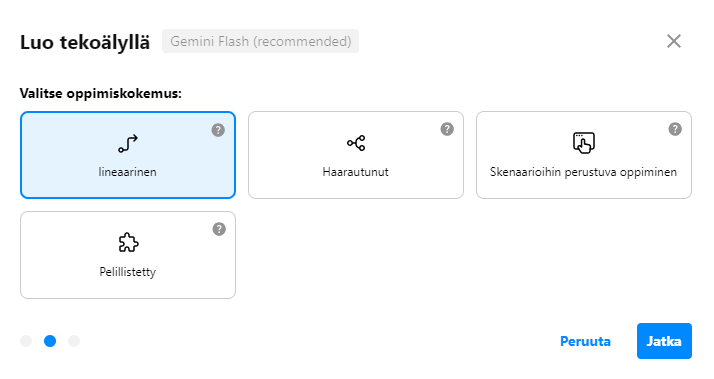 Luo tekoälyllä Gemini Flash (recommended)
Valitse oppimiskokemus:
lineaarinen
Haarautunut
Skenaarioihin perustuva oppiminen
Pelillistetty
Peruuta Jatka